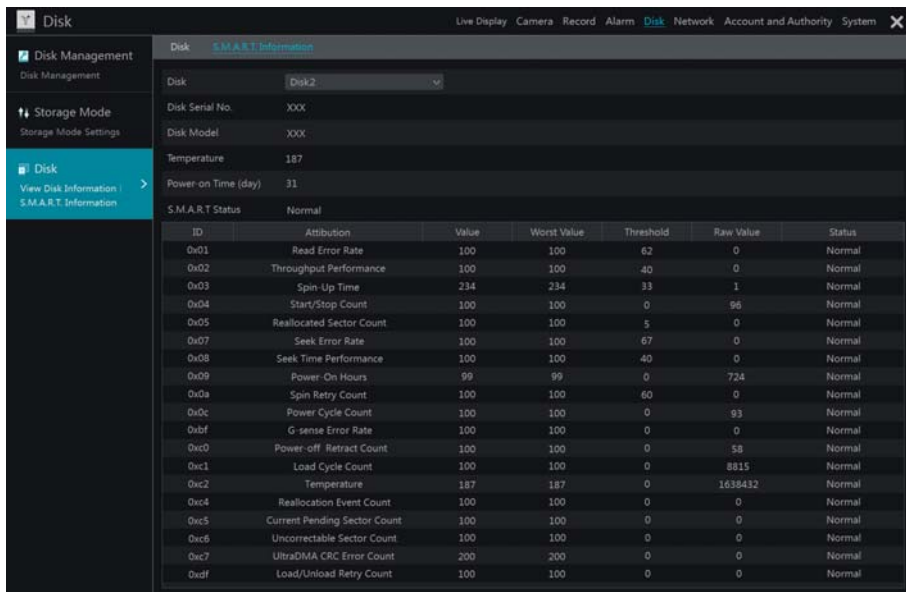 Disk
Live Display Camera Record Alarm Disk Network Account and Authority System
Disk Management
Disk Management
Storage Mode
Storage Mode Settings
Disk
View Disk Information |
S.M.A.R.T. Information
Disk S.M.A.R.T. Information
Disk Disk2
Disk Serial No. XXX
Disk Model XXX
Temperature 187
Power-on Time (day) 31
S.M.A.R.T Status Normal
ID Attibution Value Worst Value Threshold Raw Value Status
0x01 Read Error Rate 100 100 62 0 Normal
0x02 Throughput Performance 100 100 40 0 Normal
0x03 Spin-Up Time 234 234 33 1 Normal
0x04 Start/Stop Count 100 100 0 96 Normal
0x05 Reallocated Sector Count 100 100 5 0 Normal
0x07 Seek Error Rate 100 100 67 0 Normal
0x08 Seek Time Performance 100 100 40 0 Normal
0x09 Power-On Hours 99 99 0 724 Normal
0x0a Spin Retry Count 100 100 60 0 Normal
0x0c Power Cycle Count 100 100 0 93 Normal
0xbf G-sense Error Rate 100 100 0 0 Normal
0xc0 Power-off Retract Count 100 100 0 58 Normal
0xc1 Load Cycle Count 100 100 0 8815 Normal
0xc2 Temperature 187 187 0 1638432 Normal
0xc4 Reallocation Event Count 100 100 0 0 Normal
0xc5 Current Pending Sector Count 100 100 0 0 Normal
0xc6 Uncorrectable Sector Count 100 100 0 0 Normal
0xc7 UltraDMA CRC Error Count 200 200 0 0 Normal
0xdf Load/Unload Retry Count 100 100 0 0 Normal